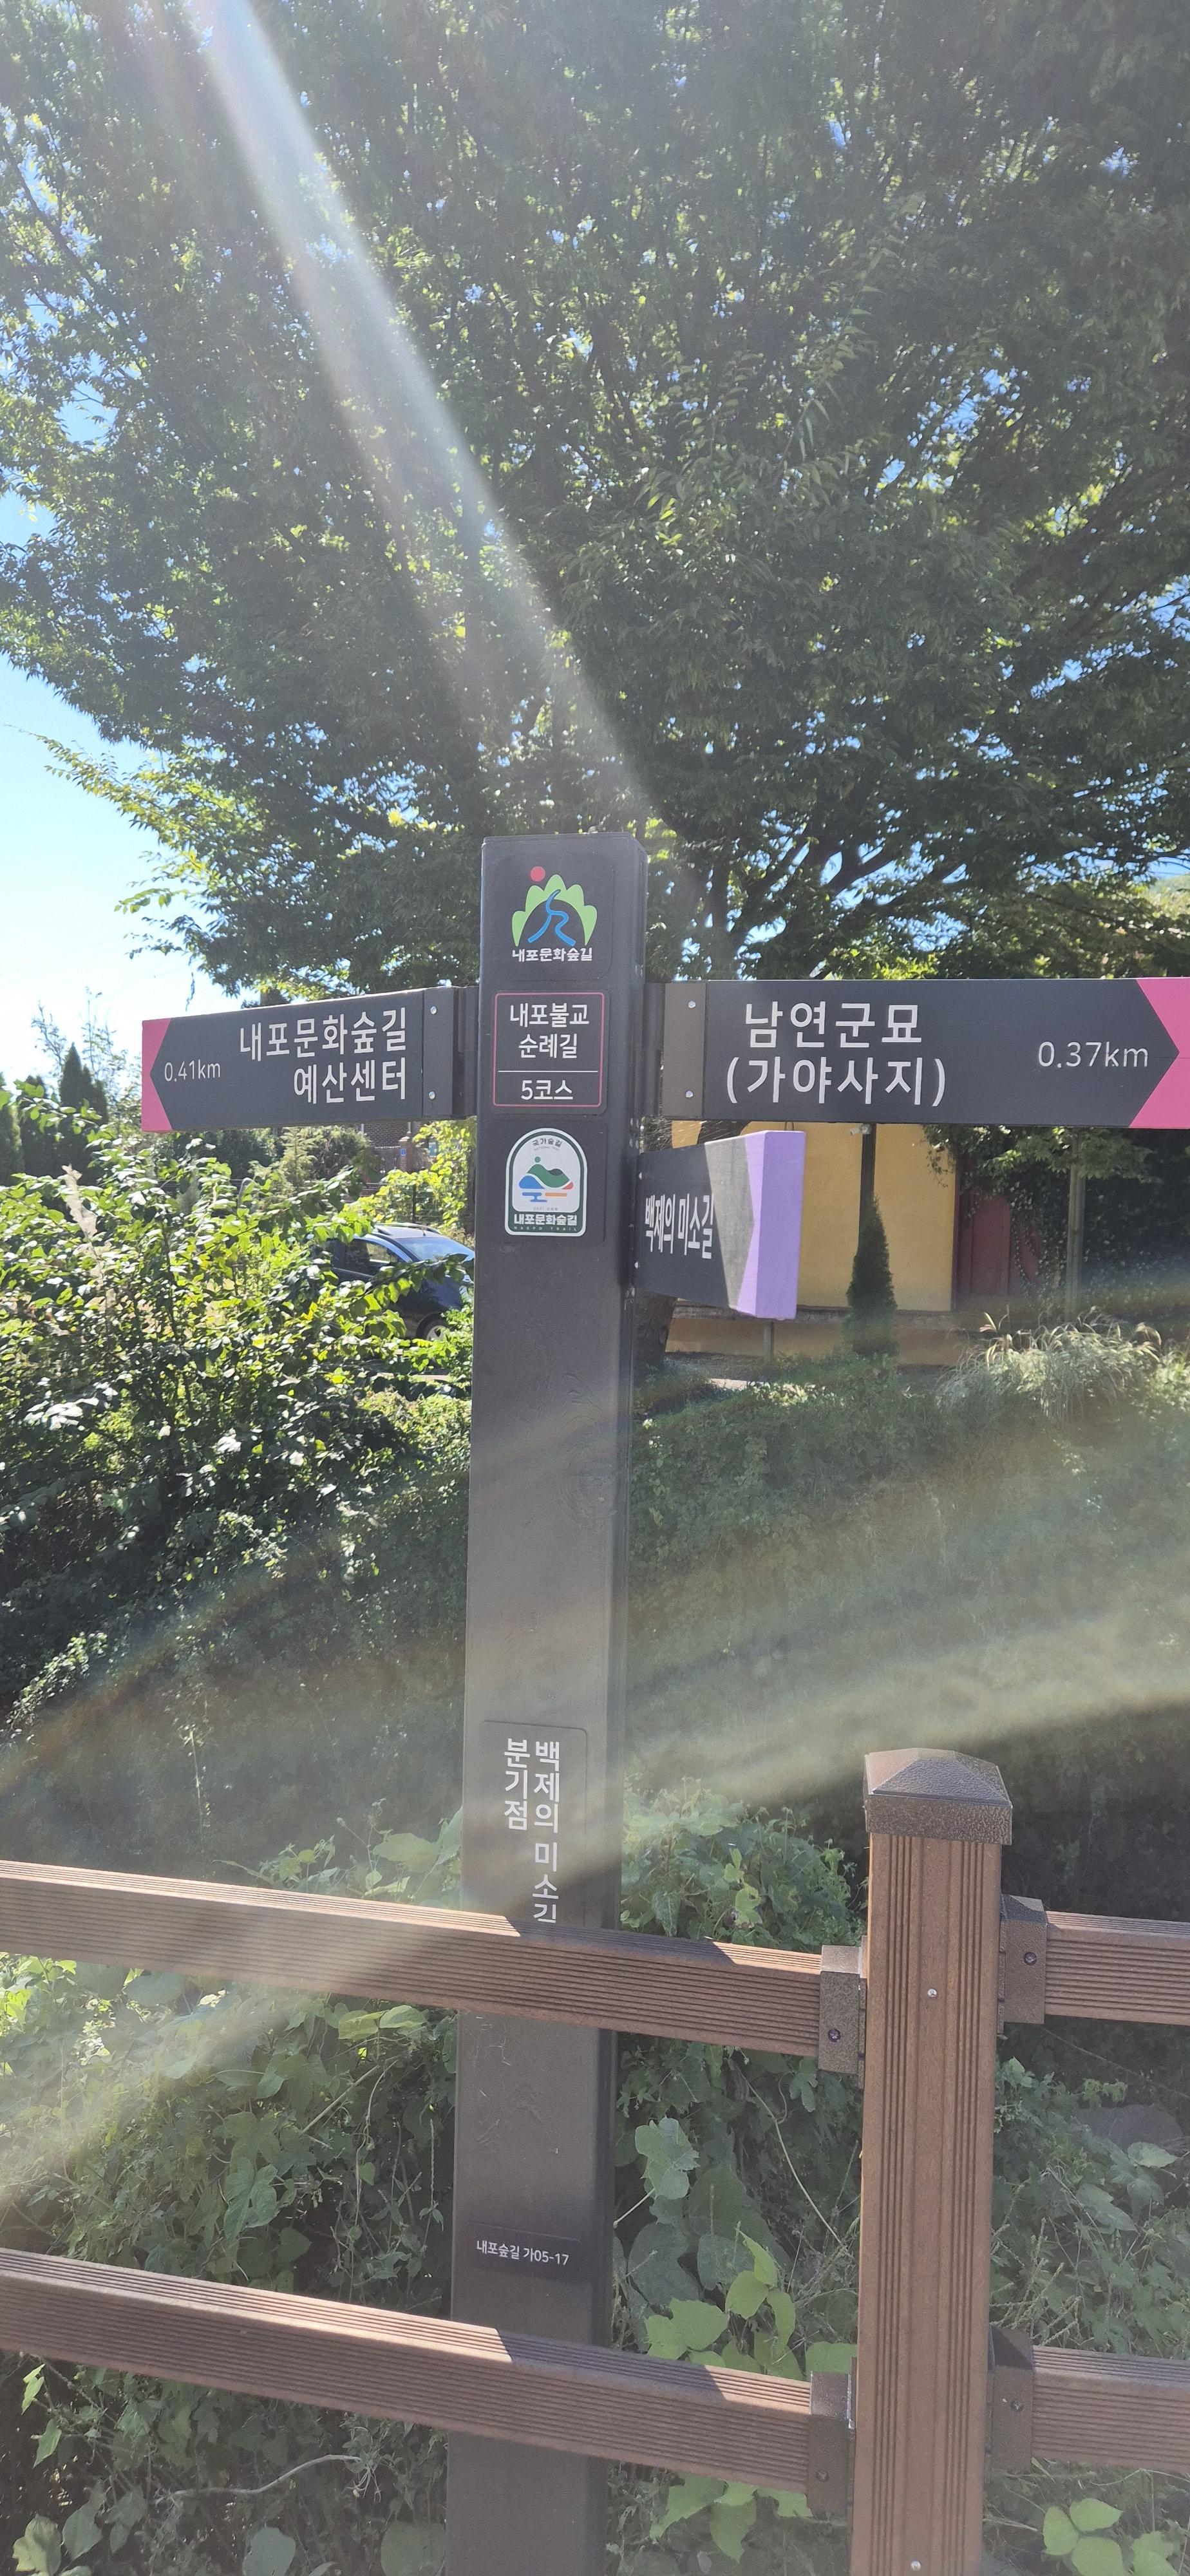 내포문화숲길
내포불교
순례길
5코스
내포문화숲길
예산센터
0.41km
남연군묘
(가야사지)
0.37km
국가숲길
내포문화숲길
NAEPO TRAIL
백제의 미소길
백제의 미소길
분기점
내포숲길 가05-17